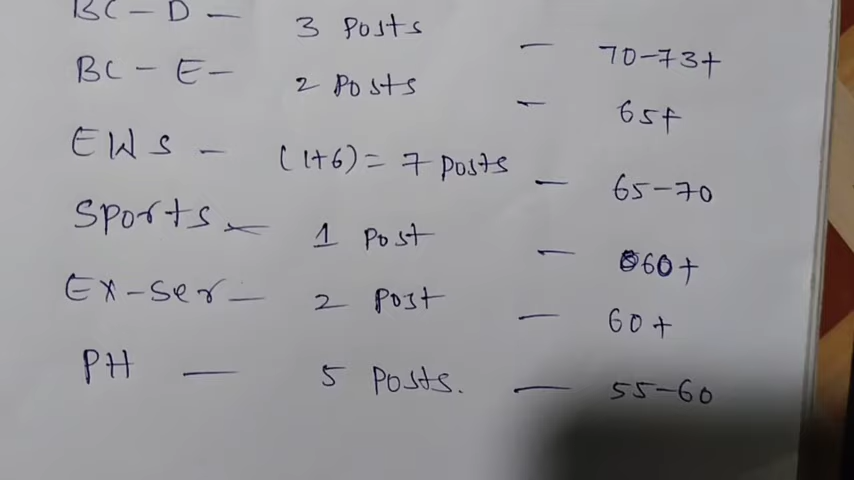 BC - D - 3 posts - 70-73+
BC - E - 2 posts - 65+
EWS - (1+6) = 7 posts - 65-70
Sports - 1 post - 60+
Ex-Ser - 2 post - 60+
PH - 5 posts. - 55-60